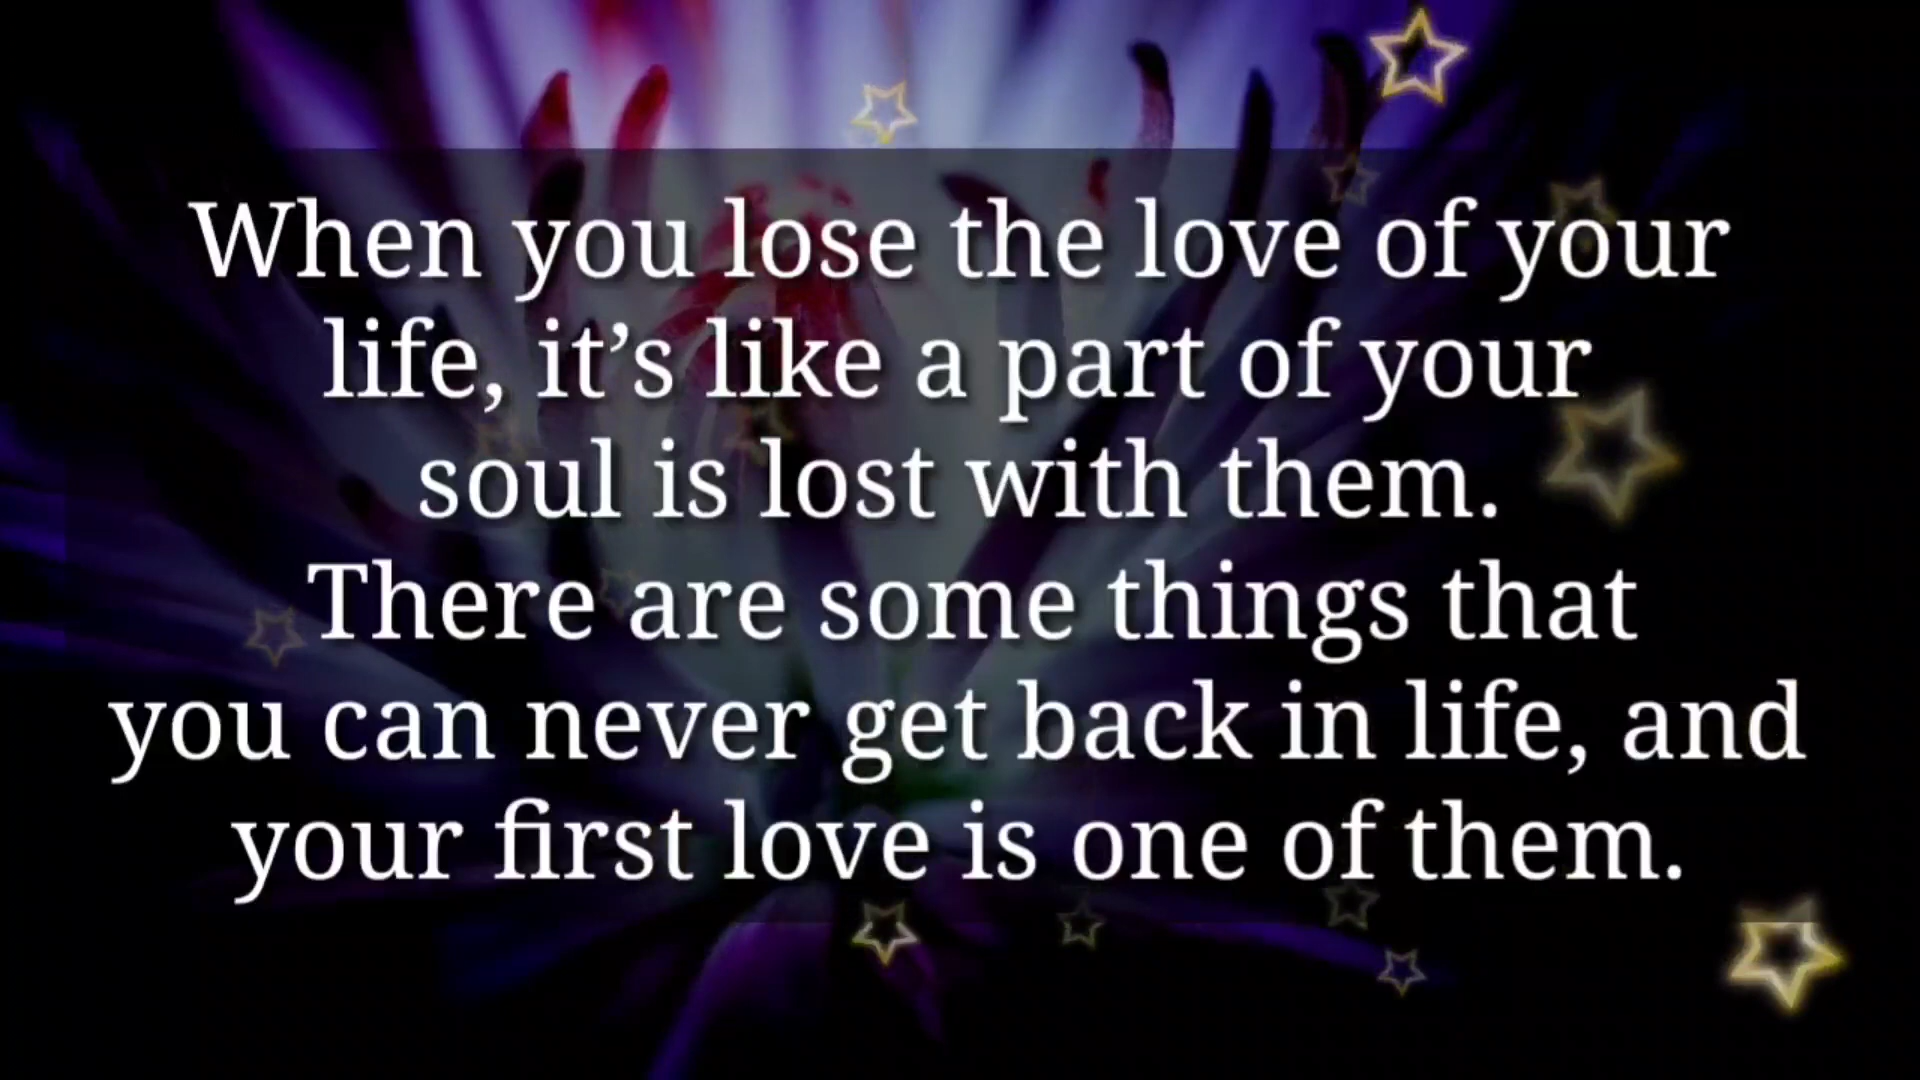 When you lose the love of your
life, it’s like a part of your
soul is lost with them.
There are some things that
you can never get back in life, and
your first love is one of them.